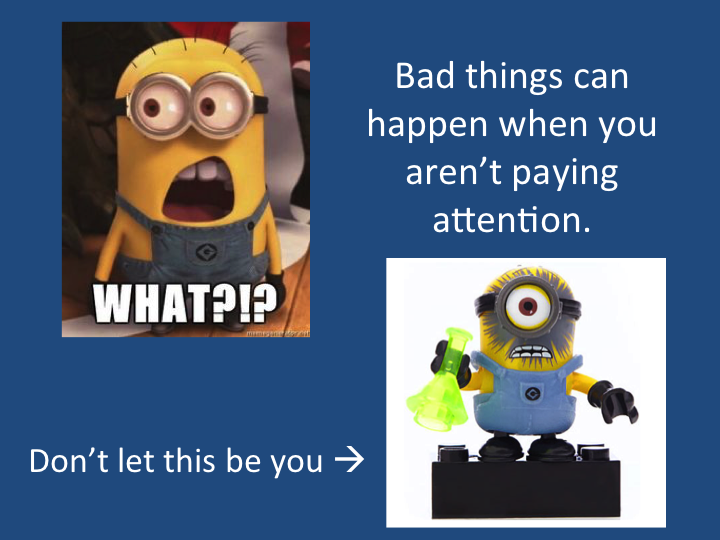 Bad things can
happen when you
aren't paying
attention.
WHAT?!?
Don't let this be you →